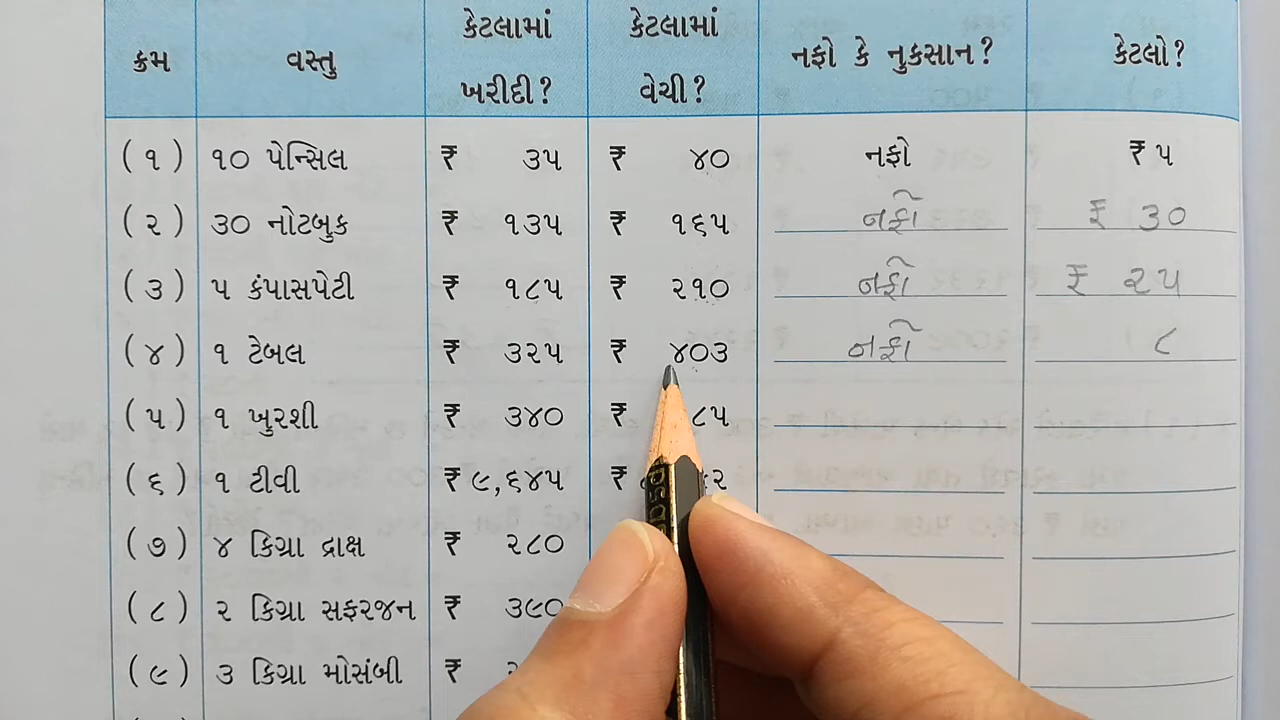 ક્રમ વસ્તુ કેટલામાં ખરીદી? કેટલામાં વેચી? નફો કે નુકસાન? કેટલો?
(૧) ૧૦ પેન્સિલ ₹ ૩૫ ₹ ૪૦ નફો ₹ ૫
(૨) ૩૦ નોટબુક ₹ ૧૩૫ ₹ ૧૬૫ નફો ₹ ૩૦
(૩) ૫ કંપાસપેટી ₹ ૧૮૫ ₹ ૨૧૦ નફો ₹ ૨૫
(૪) ૧ ટેબલ ₹ ૩૨૫ ₹ ૪૦૩ નફો ૮
(૫) ૧ ખુરશી ₹ ૩૪૦ ₹ ૮૫
(૬) ૧ ટીવી ₹ ૯,૬૪૫ ₹
(૭) ૪ કિગ્રા દ્રાક્ષ ₹ ૨૮૦
(૮) ૨ કિગ્રા સફરજન ₹ ૩૯૦
(૯) ૩ કિગ્રા મોસંબી ₹